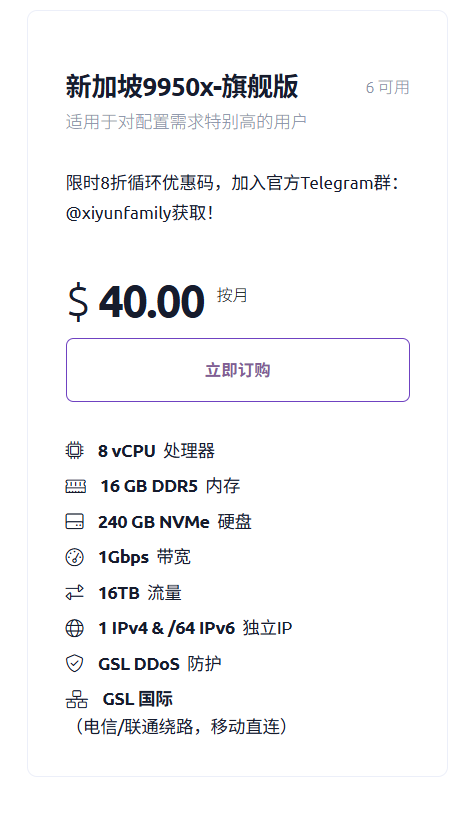 新加坡9950x-旗舰版
6 可用
适用于对配置需求特别高的用户
限时8折循环优惠码，加入官方Telegram群：
@xiyunfamily获取！
$ 40.00 按月
立即订购
8 vCPU 处理器
16 GB DDR5 内存
240 GB NVMe 硬盘
1Gbps 带宽
16TB 流量
1 IPv4 & /64 IPv6 独立IP
GSL DDoS 防护
GSL 国际
（电信/联通绕路，移动直连）